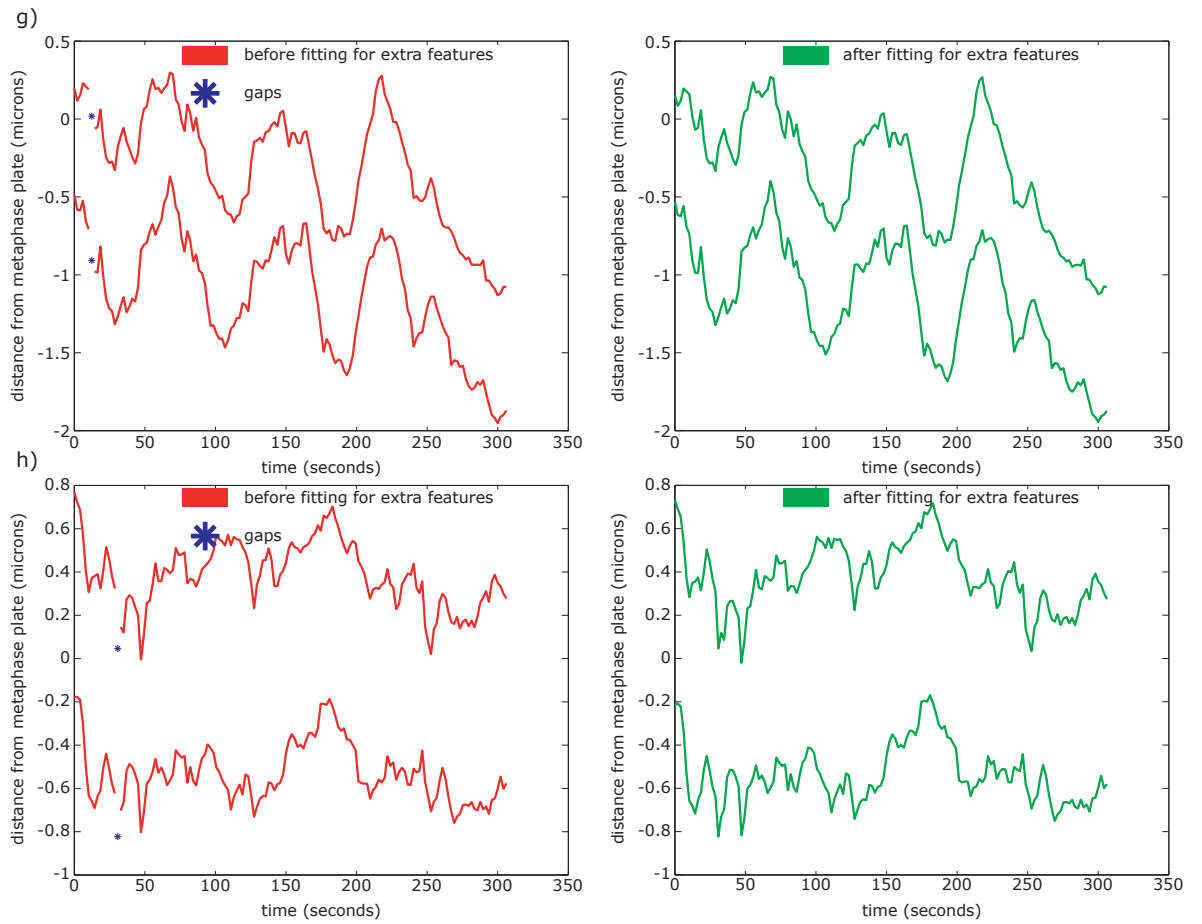 g)
before fitting for extra features
gaps
distance from metaphase plate (microns)
0.5
0
-0.5
-1
-1.5
-2
0 50 100 150 200 250 300 350
time (seconds)
after fitting for extra features
distance from metaphase plate (microns)
0.5
0
-0.5
-1
-1.5
-2
0 50 100 150 200 250 300 350
time (seconds)
h)
before fitting for extra features
gaps
distance from metaphase plate (microns)
0.8
0.6
0.4
0.2
0
-0.2
-0.4
-0.6
-0.8
-1
0 50 100 150 200 250 300 350
time (seconds)
after fitting for extra features
distance from metaphase plate (microns)
0.8
0.6
0.4
0.2
0
-0.2
-0.4
-0.6
-0.8
-1
0 50 100 150 200 250 300 350
time (seconds)